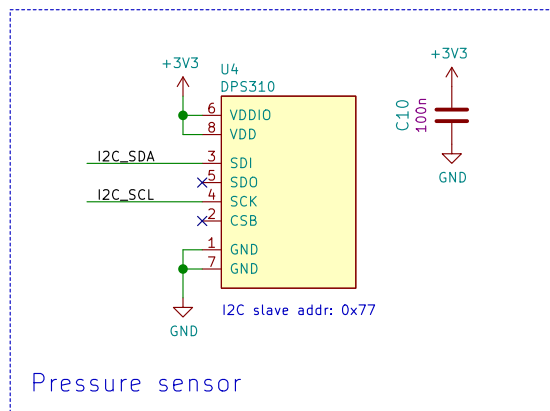 +3V3
U4
DPS310
6 VDDIO
8 VDD
I2C_SDA 3 SDI
5 SDO
I2C_SCL 4 SCK
2 CSB
1 GND
7 GND
GND
I2C slave addr: 0x77
+3V3
C10
100n
GND
Pressure sensor